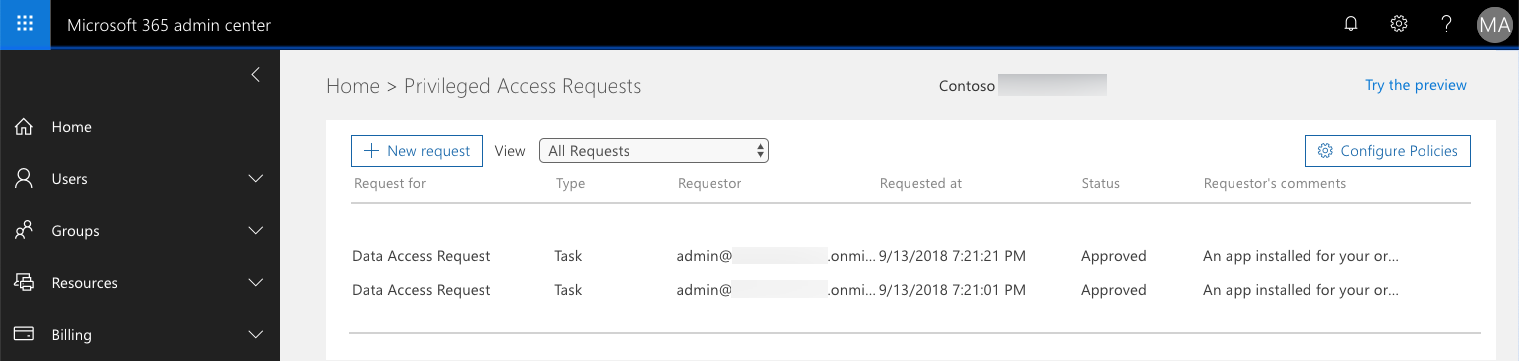 Microsoft 365 admin center ? MA
Home > Privileged Access Requests Contoso Try the preview
Home
Users
Groups
Resources
Billing
New request View All Requests Configure Policies
Request for Type Requestor Requested at Status Requestor's comments
Data Access Request Task admin@ .onmi... 9/13/2018 7:21:21 PM Approved An app installed for your or...
Data Access Request Task admin@ .onmi... 9/13/2018 7:21:01 PM Approved An app installed for your or...